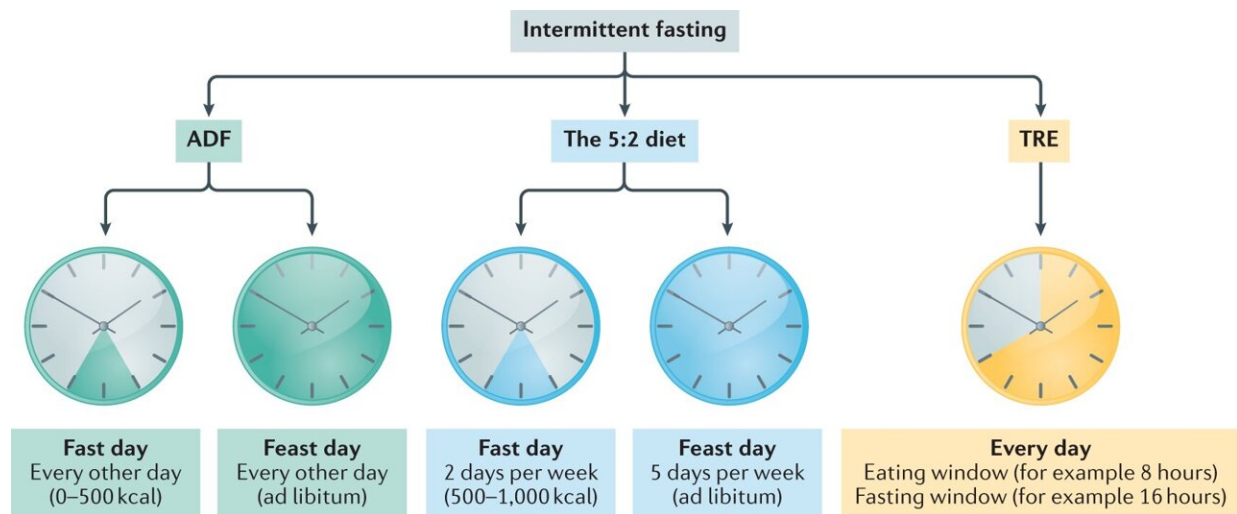 Intermittent fasting
ADF
The 5:2 diet
TRE
Fast day
Every other day
(0–500 kcal)
Feast day
Every other day
(ad libitum)
Fast day
2 days per week
(500–1,000 kcal)
Feast day
5 days per week
(ad libitum)
Every day
Eating window (for example 8 hours)
Fasting window (for example 16 hours)